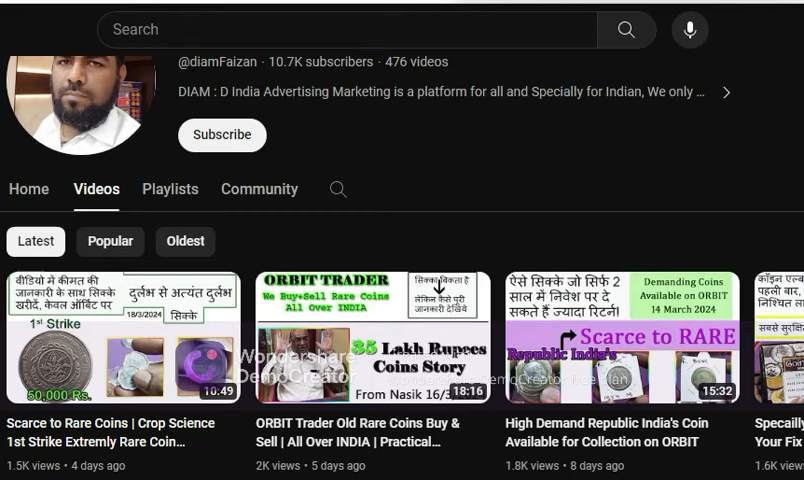 Search
@diamFaizan · 10.7K subscribers · 476 videos
DIAM : D India Advertising Marketing is a platform for all and Specially for Indian, We only ...
Subscribe
Home Videos Playlists Community
Latest Popular Oldest
वीडियो में कीमत की
जानकारी के साथ सिक्के
खरीदें, केवल ऑर्बिट पर
दुर्लभ से अत्यंत दुर्लभ
18/3/2024 सिक्के
1st Strike
50,000 Rs.
10:49
ORBIT TRADER
We Buy+Sell Rare Coins
All Over INDIA
सिक्का बिकता है
लेकिन कैसे पूरी
जानकारी देखिये
35 Lakh Rupees
Coins Story
From Nasik 16/3
18:16
ऐसे सिक्के जो सिर्फ 2
साल में निवेश पर दे
सकते हैं ज्यादा रिटर्न!
Demanding Coins
Available on ORBIT
14 March 2024
Scarce to RARE
Republic India's
15:32
पहली बार,
Wondershare
DemoCreator
Scarce to Rare Coins | Crop Science
1st Strike Extremly Rare Coin...
1.5K views · 4 days ago
ORBIT Trader Old Rare Coins Buy &
Sell | All Over INDIA | Practical...
2K views · 5 days ago
High Demand Republic India's Coin
Available for Collection on ORBIT
1.8K views · 8 days ago
Your Fix
1.6K views